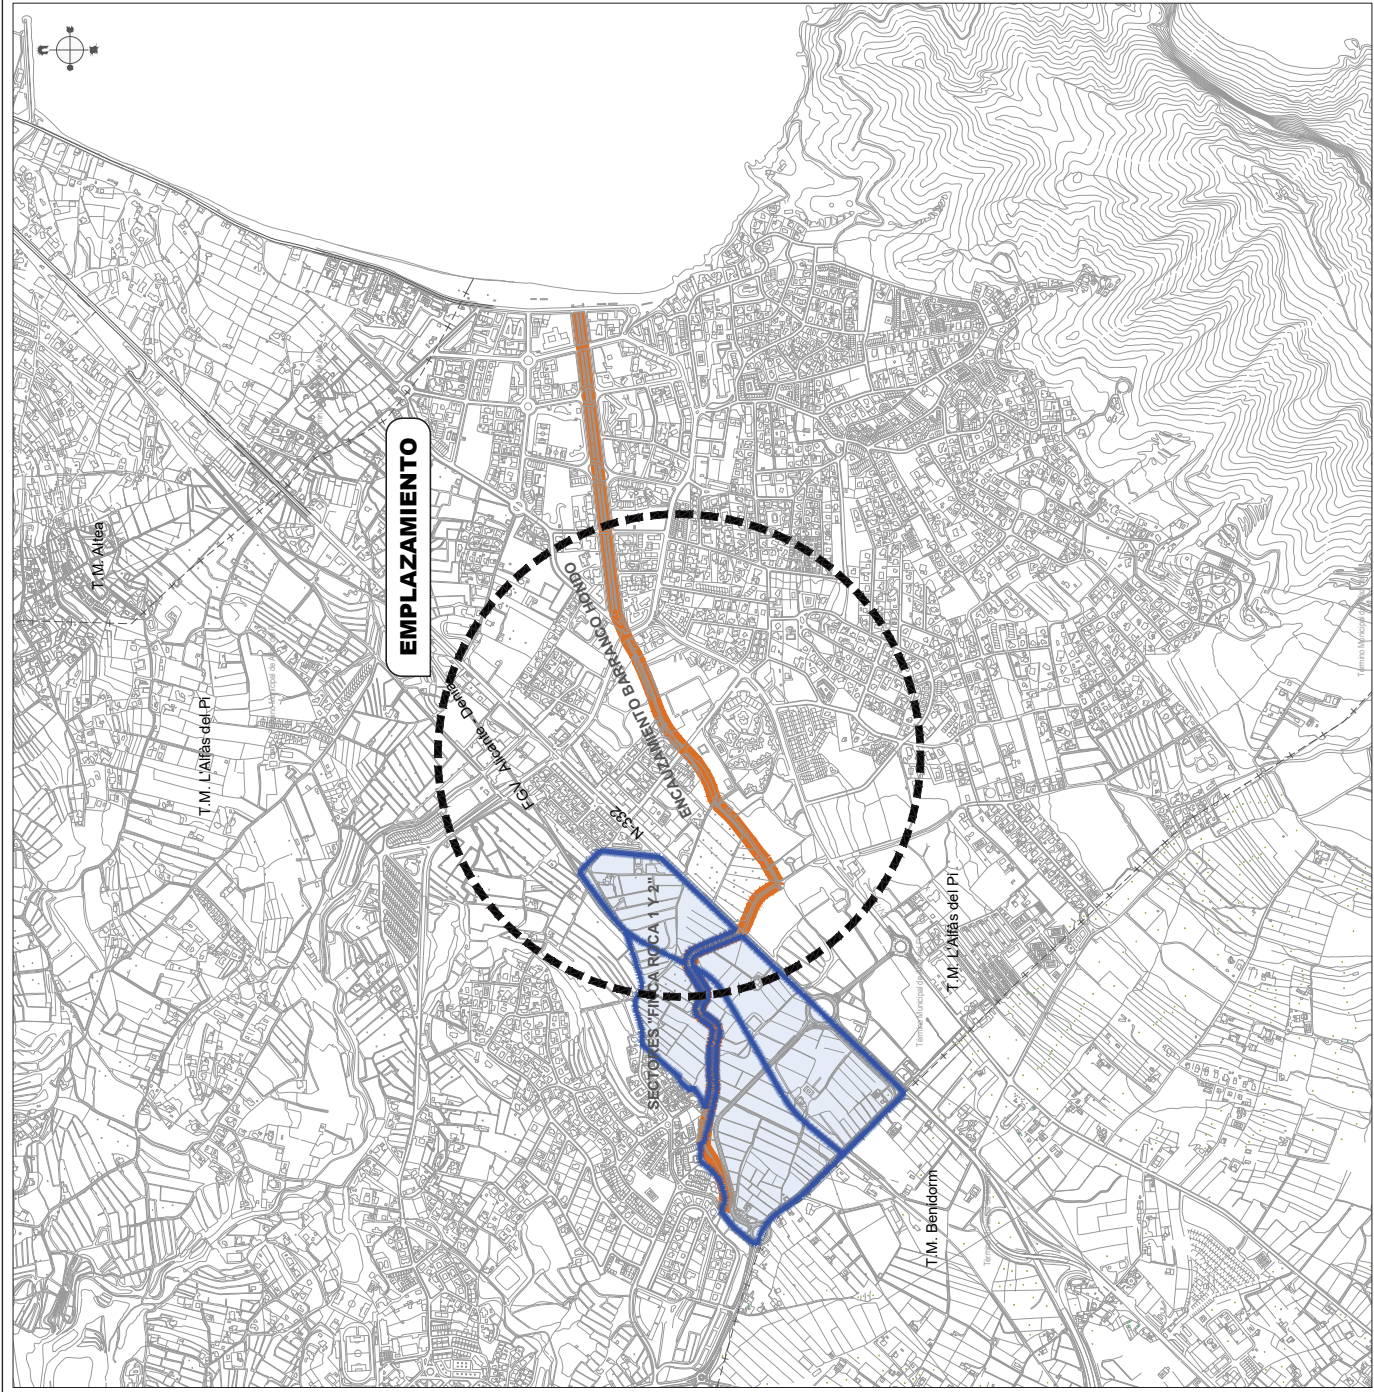 T.M. Altea
EMPLAZAMIENTO
T.M. L'Alfàs del Pi
FGV Alicante - Denia
ENCAUZAMIENTO BARRANCO HONDO
N-332
SECTORES "FINCA ROCA 1 Y 2"
T.M. L'Alfàs del Pi
T.M. Benidorm